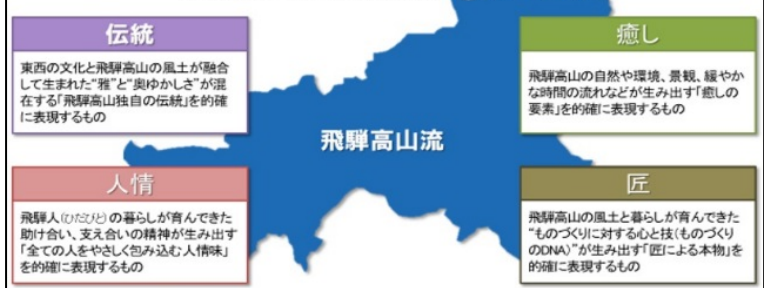 伝統
東西の文化と飛騨高山の風土が融合
して生まれた“雅”と“奥ゆかしさ”が混
在する「飛騨高山独自の伝統」を的確
に表現するもの
癒し
飛騨高山の自然や環境、景観、緩やか
な時間の流れなどが生み出す「癒しの
要素」を的確に表現するもの
飛騨高山流
人情
飛騨人(ひだびと)の暮らしが育んできた
助け合い、支え合いの精神が生み出す
「全ての人をやさしく包み込む人情味」
を的確に表現するもの
匠
飛騨高山の風土と暮らしが育んできた
“ものづくりに対する心と技(ものづくり
のDNA)”が生み出す「匠による本物」を
的確に表現するもの